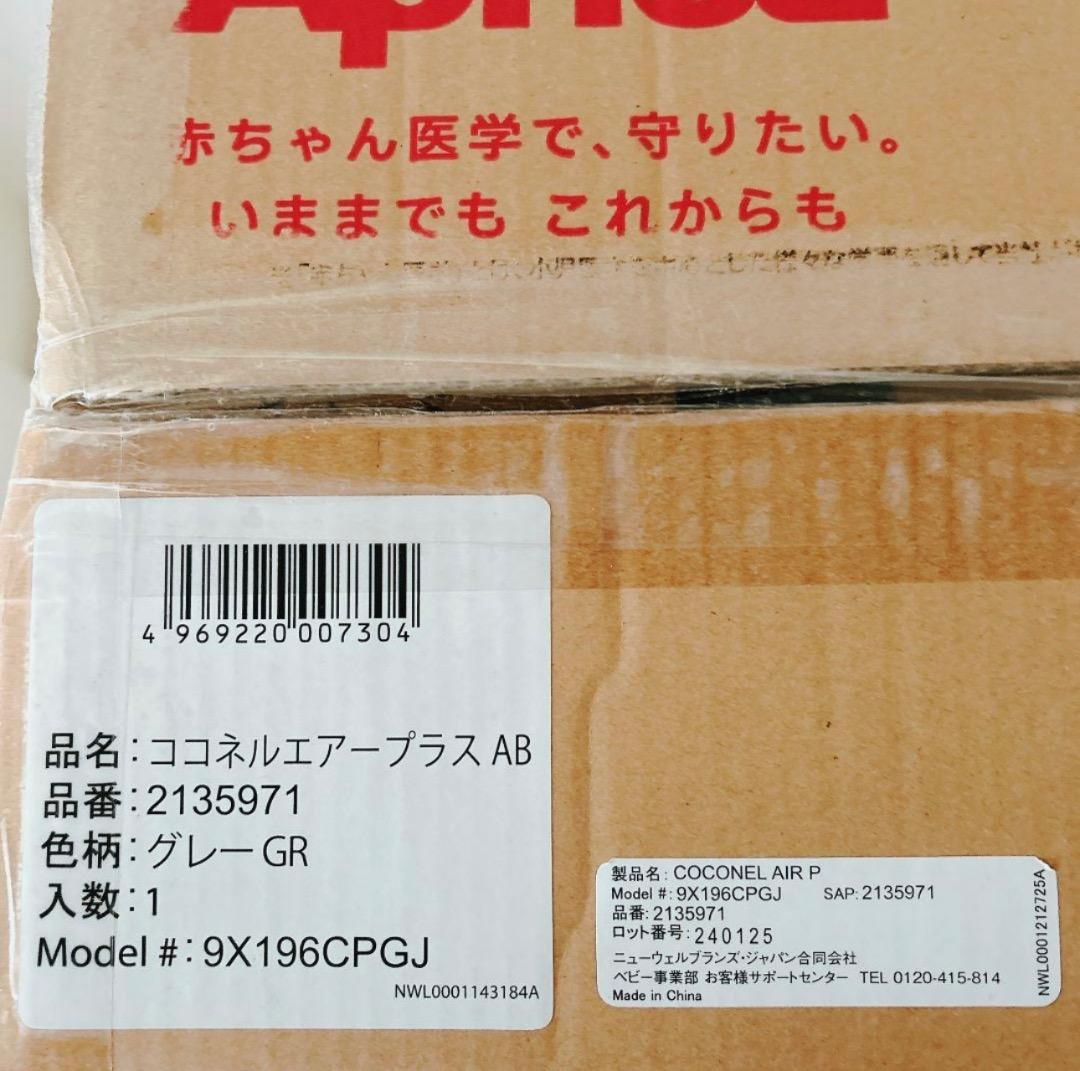 Aprica
赤ちゃん医学で、守りたい。
いままでも これからも
4 969220 007304
品名：ココネルエアープラス AB
品番：2135971
色柄：グレー GR
入数：1
Model #：9X196CPGJ
NWL0001143184A
製品名：COCONEL AIR P
Model #：9X196CPGJ SAP：2135971
品番：2135971
ロット番号：240125
ニューウェルブランズ・ジャパン合同会社
ベビー事業部 お客様サポートセンター TEL 0120-415-814
Made in China
NWL0001212725A